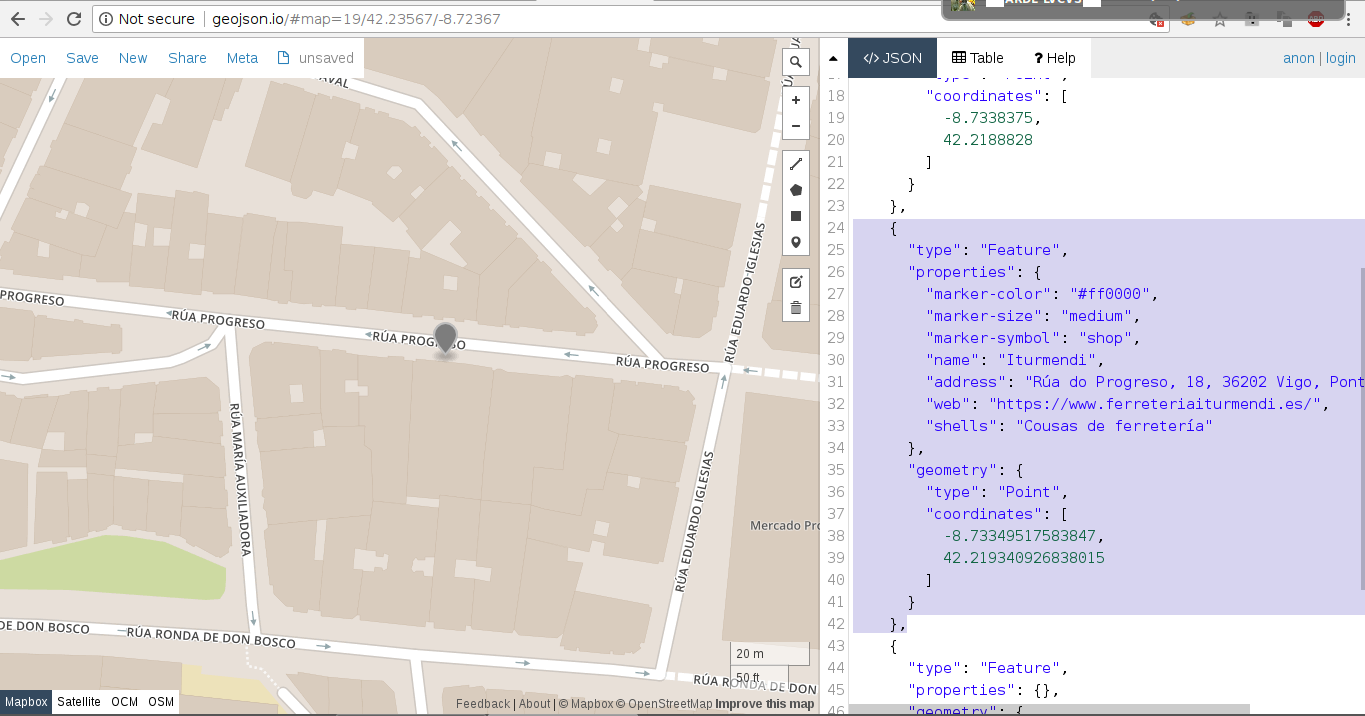 Not secure | geojson.io/#map=19/42.23567/-8.72367
Open Save New Share Meta unsaved
</> JSON Table ? Help anon | login
RÚA PROGRESO
RÚA PROGRESO
RÚA PROGRESO
PROGRESO
RÚA EDUARDO IGLESIAS
RÚA EDUARDO IGLESIAS
RÚA MARÍA AUXILIADORA
Mercado Pro
DE DON BOSCO
RÚA RONDA DE DON BOSCO
RÚA RONDA DE DON
20 m
50 ft
Mapbox Satellite OCM OSM
Feedback | About | © Mapbox © OpenStreetMap Improve this map
18 "coordinates": [
19 -8.7338375,
20 42.2188828
21 ]
22 }
23 },
24 {
25 "type": "Feature",
26 "properties": {
27 "marker-color": "#ff0000",
28 "marker-size": "medium",
29 "marker-symbol": "shop",
30 "name": "Iturmendi",
31 "address": "Rúa do Progreso, 18, 36202 Vigo, Pont
32 "web": "https://www.ferreteriaiturmendi.es/",
33 "shells": "Cousas de ferretería"
34 },
35 "geometry": {
36 "type": "Point",
37 "coordinates": [
38 -8.73349517583847,
39 42.219340926838015
40 ]
41 }
42 },
43 {
44 "type": "Feature",
45 "properties": {},
46 "geometry": {